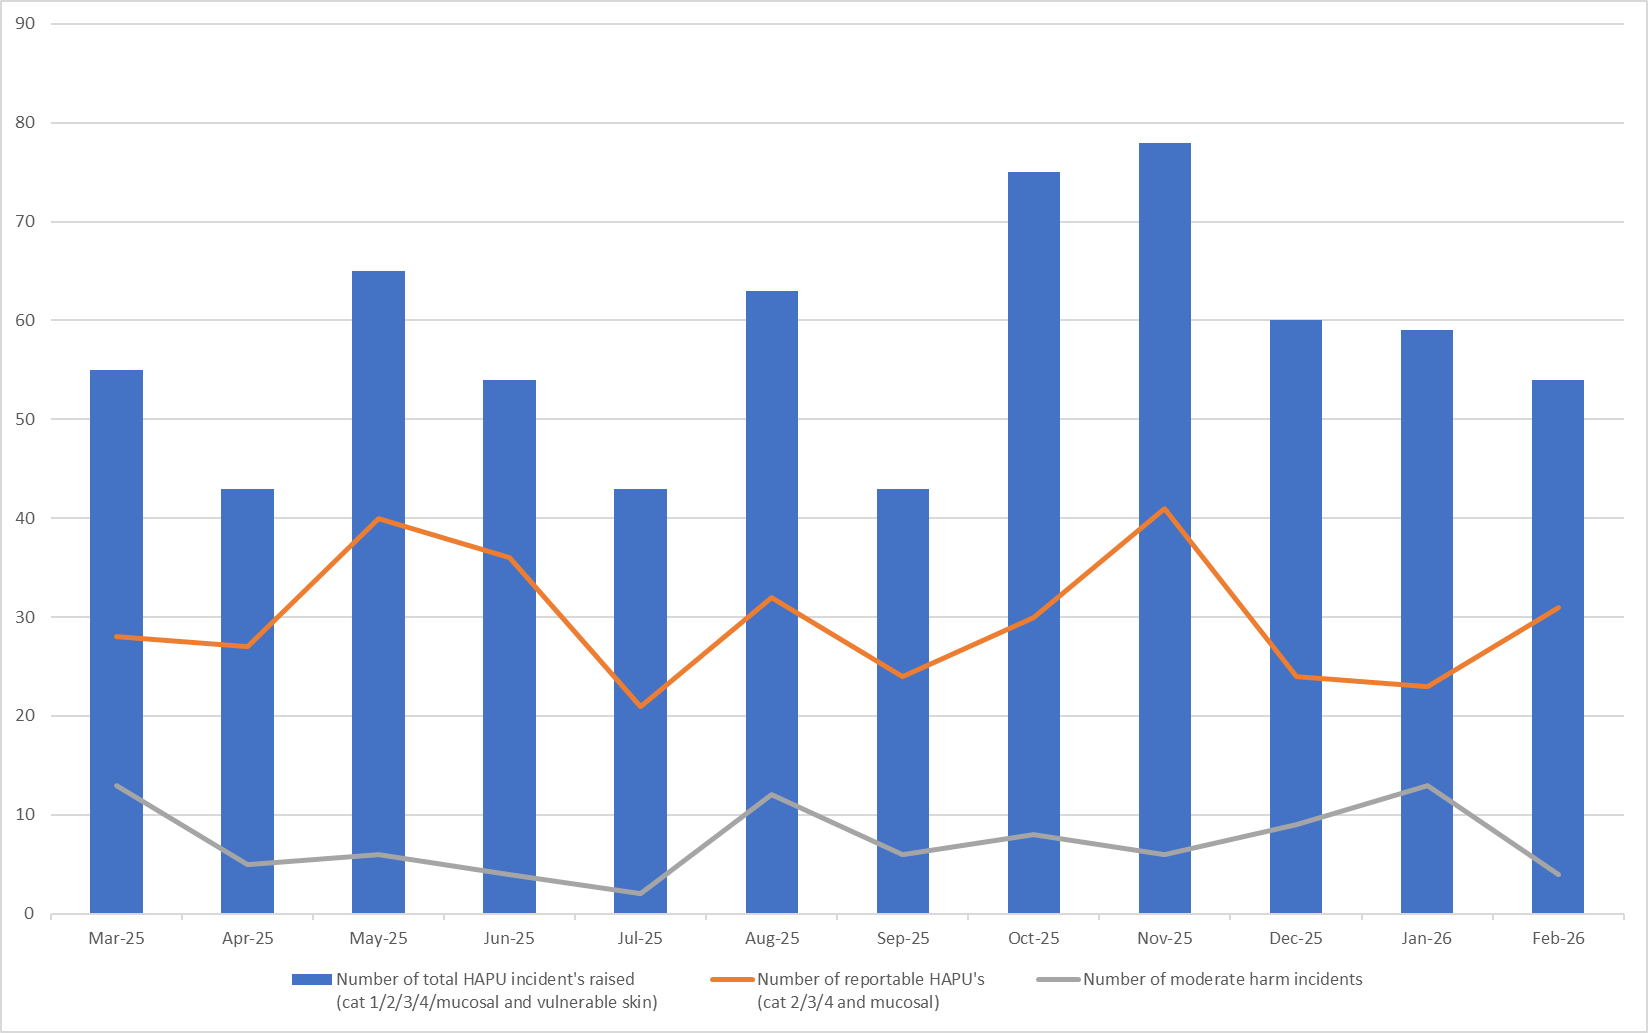 90
80
70
60
50
40
30
20
10
0
Mar-25 Apr-25 May-25 Jun-25 Jul-25 Aug-25 Sep-25 Oct-25 Nov-25 Dec-25 Jan-26 Feb-26
Number of total HAPU incident's raised
(cat 1/2/3/4/mucosal and vulnerable skin)
Number of reportable HAPU's
(cat 2/3/4 and mucosal)
Number of moderate harm incidents